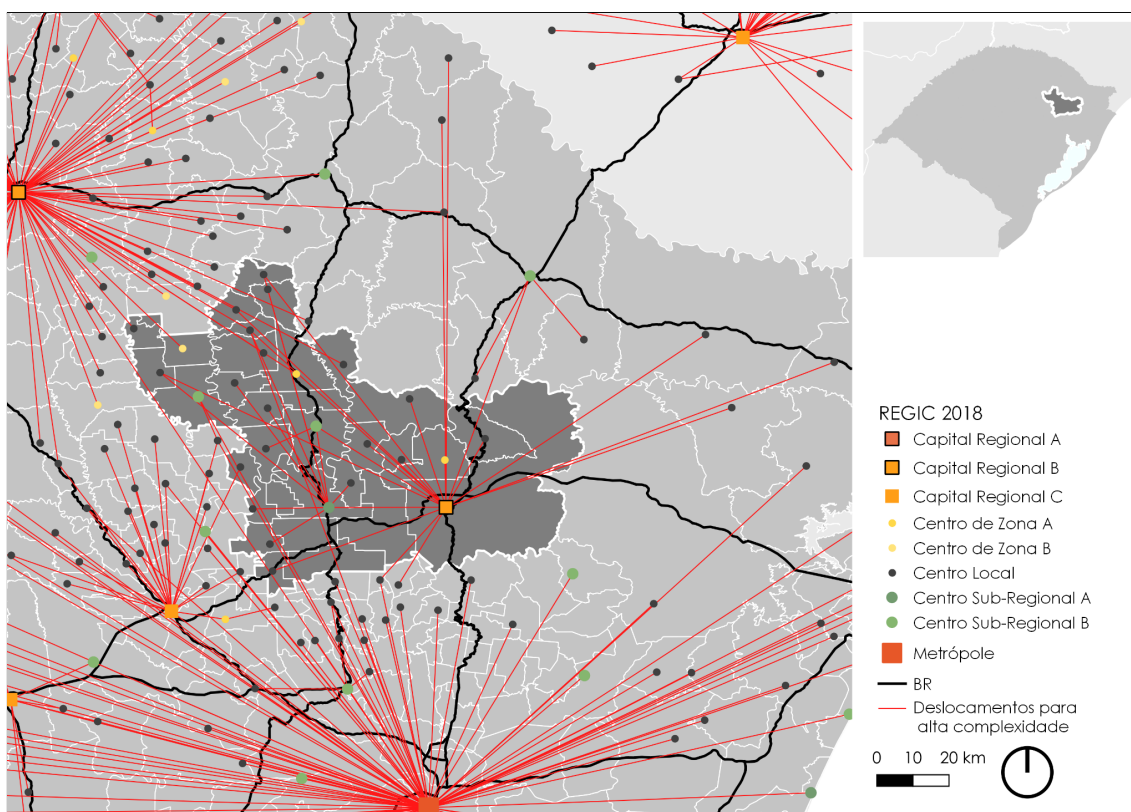 REGIC 2018
Capital Regional A
Capital Regional B
Capital Regional C
Centro de Zona A
Centro de Zona B
Centro Local
Centro Sub-Regional A
Centro Sub-Regional B
Metrópole
BR
Deslocamentos para
alta complexidade
0 10 20 km